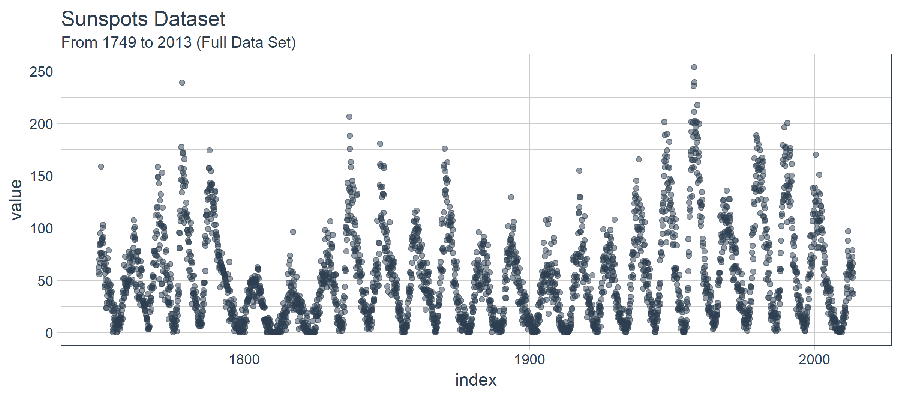 Sunspots Dataset
From 1749 to 2013 (Full Data Set)
250
200
150
100
50
0
value
1800 1900 2000
index